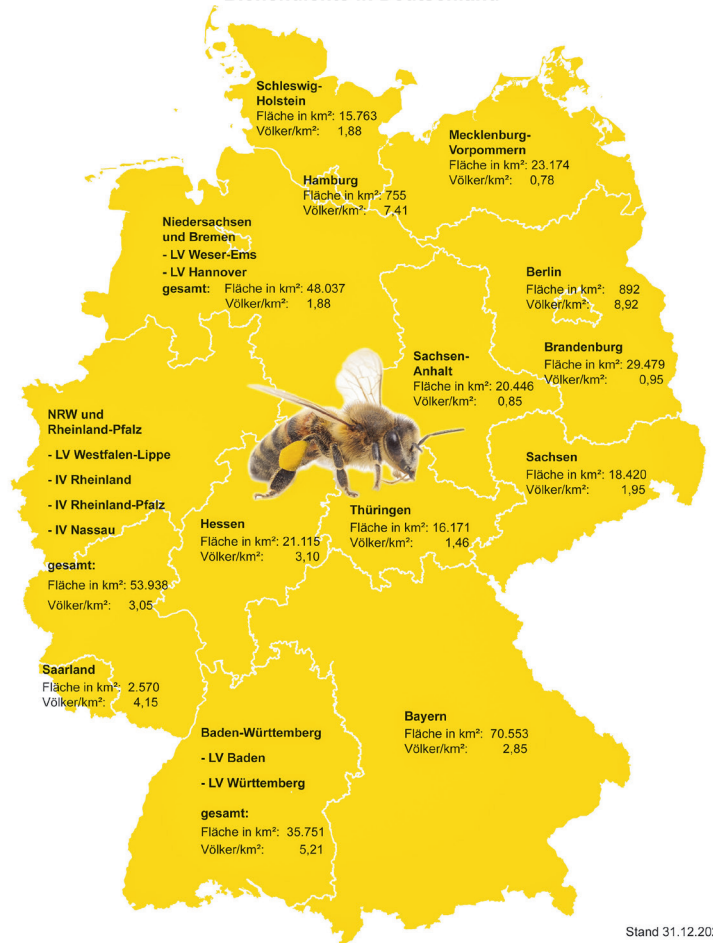 Schleswig-
Holstein
Fläche in km²: 15.763
Völker/km²: 1,88
Mecklenburg-
Vorpommern
Fläche in km²: 23.174
Völker/km²: 0,78
Hamburg
Fläche in km²: 755
Völker/km²: 7,41
Niedersachsen
und Bremen
- LV Weser-Ems
- LV Hannover
gesamt: Fläche in km²: 48.037
Völker/km²: 1,88
Berlin
Fläche in km²: 892
Völker/km²: 8,92
Brandenburg
Fläche in km²: 29.479
Völker/km²: 0,95
Sachsen-
Anhalt
Fläche in km²: 20.446
Völker/km²: 0,85
NRW und
Rheinland-Pfalz
- LV Westfalen-Lippe
- IV Rheinland
- IV Rheinland-Pfalz
- IV Nassau
gesamt:
Fläche in km²: 53.938
Völker/km²: 3,05
Sachsen
Fläche in km²: 18.420
Völker/km²: 1,95
Hessen
Fläche in km²: 21.115
Völker/km²: 3,10
Thüringen
Fläche in km²: 16.171
Völker/km²: 1,46
Saarland
Fläche in km²: 2.570
Völker/km²: 4,15
Baden-Württemberg
- LV Baden
- LV Württemberg
gesamt:
Fläche in km²: 35.751
Völker/km²: 5,21
Bayern
Fläche in km²: 70.553
Völker/km²: 2,85
Stand 31.12.202